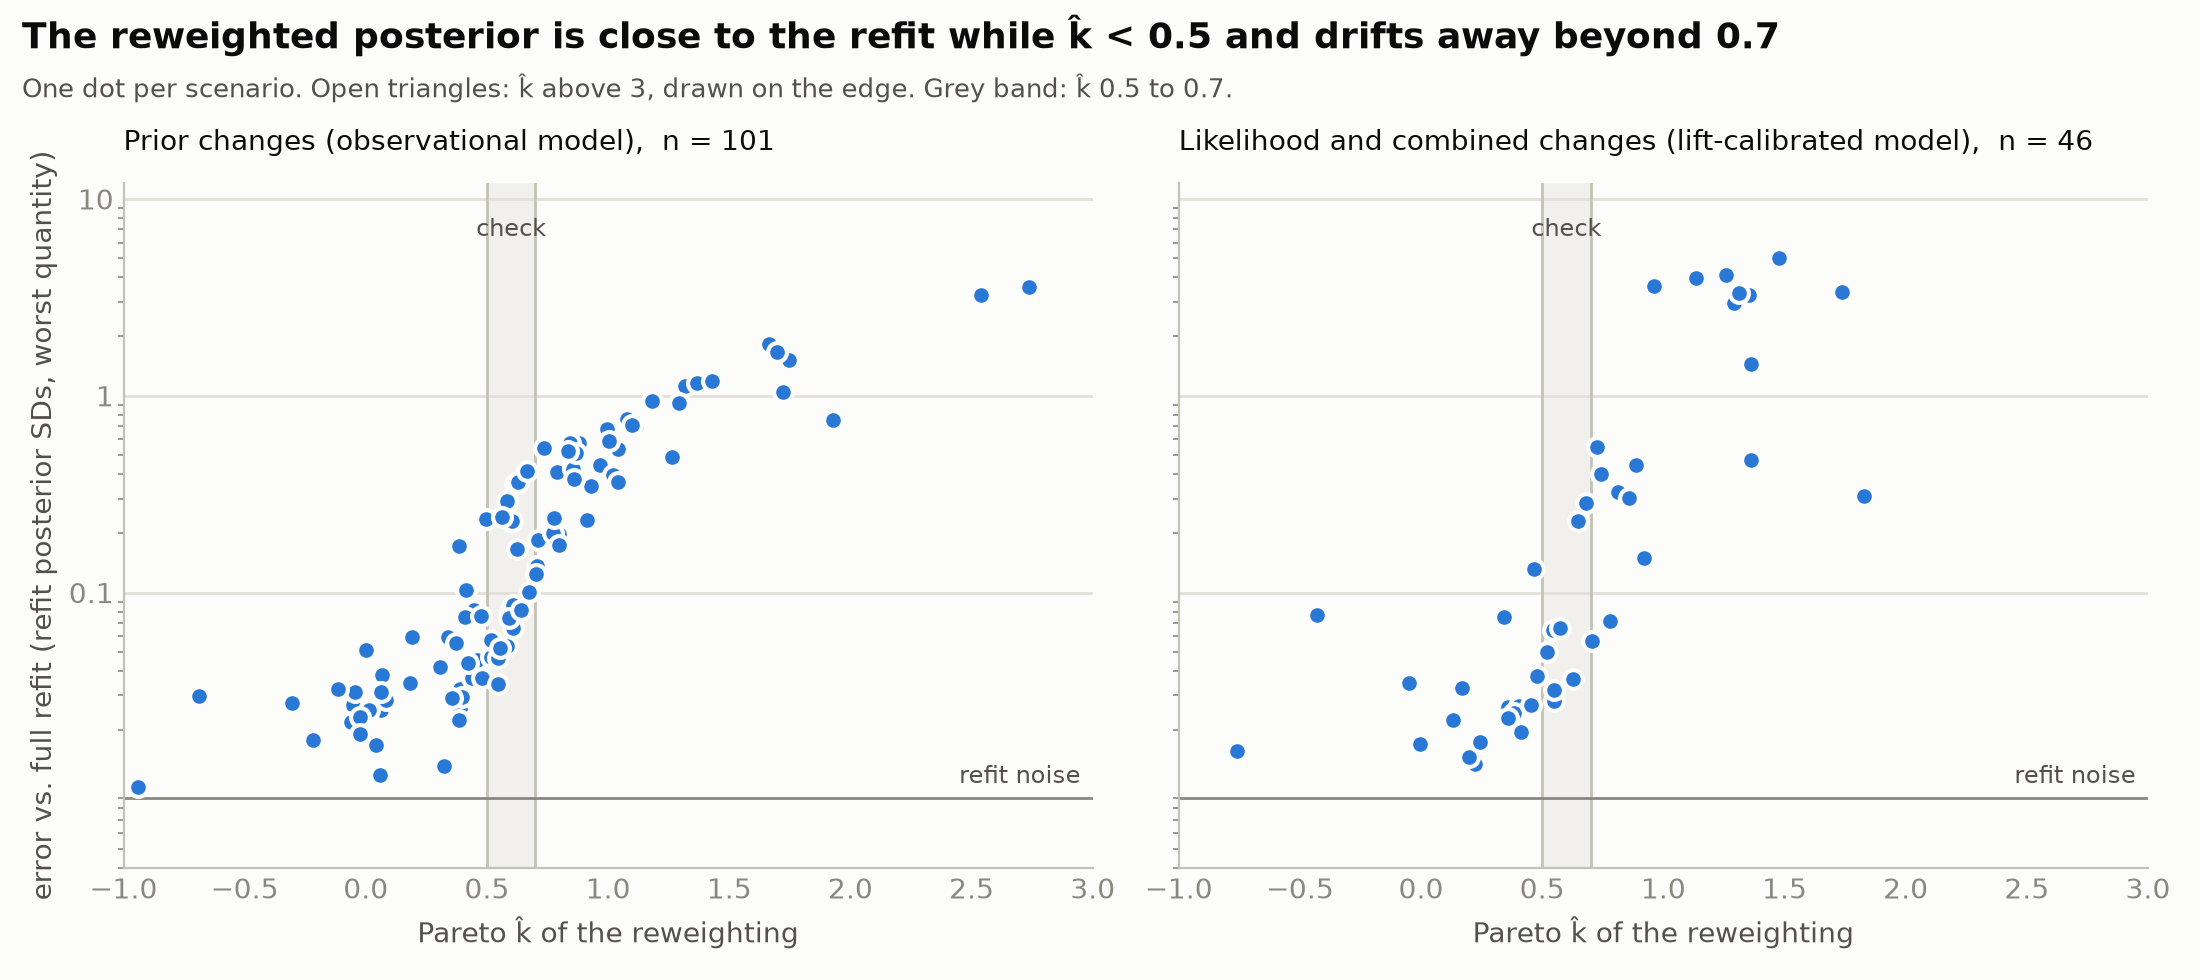 The reweighted posterior is close to the refit while k̂ < 0.5 and drifts away beyond 0.7
One dot per scenario. Open triangles: k̂ above 3, drawn on the edge. Grey band: k̂ 0.5 to 0.7.
Prior changes (observational model),  n = 101
error vs. full refit (refit posterior SDs, worst quantity)
10
1
0.1
check
refit noise
−1.0 −0.5 0.0 0.5 1.0 1.5 2.0 2.5 3.0
Pareto k̂ of the reweighting
Likelihood and combined changes (lift-calibrated model),  n = 46
check
refit noise
−1.0 −0.5 0.0 0.5 1.0 1.5 2.0 2.5 3.0
Pareto k̂ of the reweighting